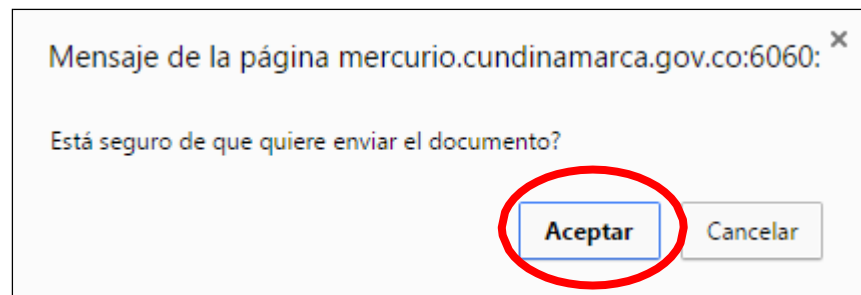 Mensaje de la página mercurio.cundinamarca.gov.co:6060:
Está seguro de que quiere enviar el documento?
Aceptar Cancelar